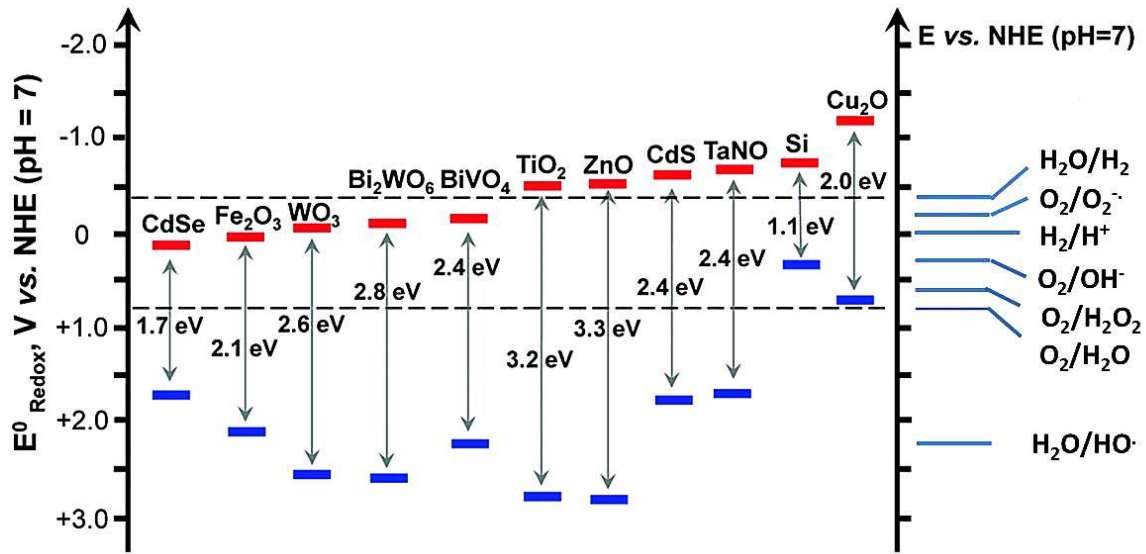 E⁰Redox, V vs. NHE (pH = 7)
-2.0
-1.0
0
+1.0
+2.0
+3.0
CdSe
Fe₂O₃
WO₃
Bi₂WO₆
BiVO₄
TiO₂
ZnO
CdS
TaNO
Si
Cu₂O
1.7 eV
2.1 eV
2.6 eV
2.8 eV
2.4 eV
3.2 eV
3.3 eV
2.4 eV
2.4 eV
1.1 eV
2.0 eV
E vs. NHE (pH=7)
H₂O/H₂
O₂/O₂⁻·
H₂/H⁺
O₂/OH⁻
O₂/H₂O₂
O₂/H₂O
H₂O/HO·